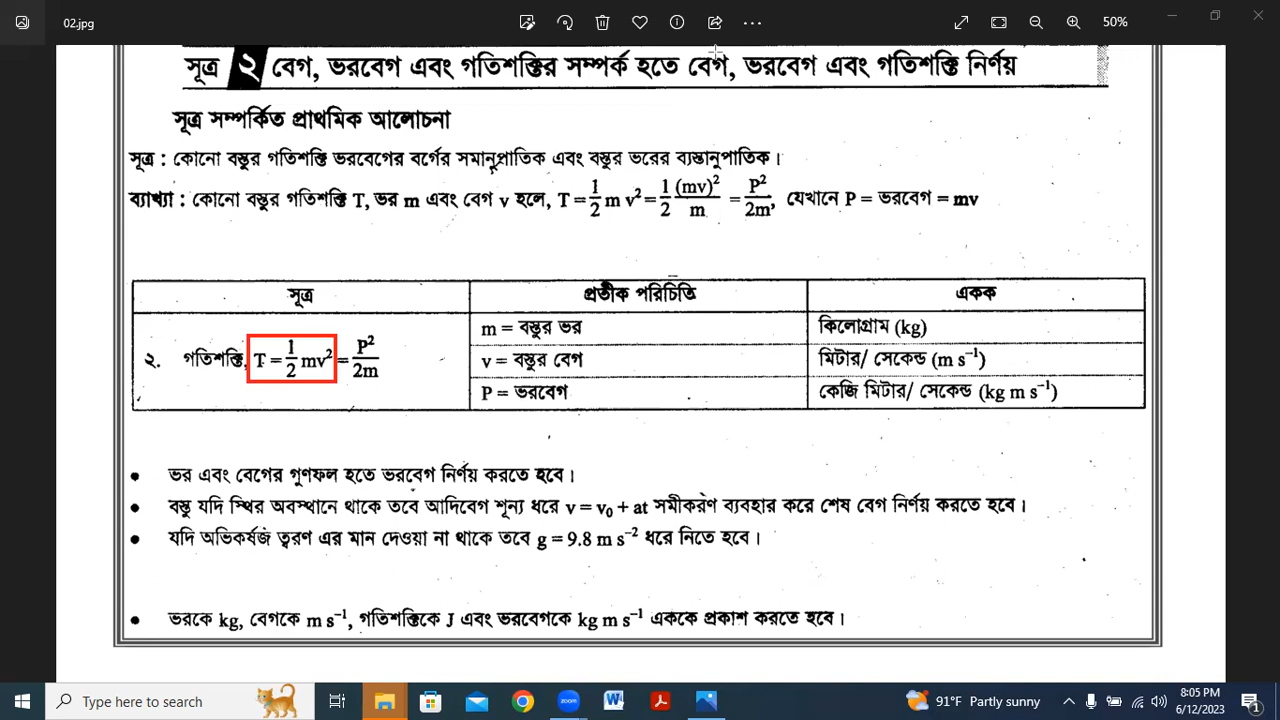 02.jpg
50%
সূত্র ২ বেগ, ভরবেগ এবং গতিশক্তির সম্পর্ক হতে বেগ, ভরবেগ এবং গতিশক্তি নির্ণয়
সূত্র সম্পর্কিত প্রাথমিক আলোচনা
সূত্র : কোনো বস্তুর গতিশক্তি ভরবেগের বর্গের সমানুপাতিক এবং বস্তুর ভরের ব্যস্তানুপাতিক।
ব্যাখ্যা : কোনো বস্তুর গতিশক্তি T, ভর m এবং বেগ v হলে, T = 1/2 m v² = 1/2 (mv)²/m = P²/2m, যেখানে P = ভরবেগ = mv
সূত্র প্রতীক পরিচিতি একক
২. গতিশক্তি, T = 1/2 mv² = P²/2m
m = বস্তুর ভর কিলোগ্রাম (kg)
v = বস্তুর বেগ মিটার/ সেকেন্ড (m s⁻¹)
P = ভরবেগ কেজি মিটার/ সেকেন্ড (kg m s⁻¹)
• ভর এবং বেগের গুণফল হতে ভরবেগ নির্ণয় করতে হবে।
• বস্তু যদি স্থির অবস্থানে থাকে তবে আদিবেগ শূন্য ধরে v = v₀ + at সমীকরণ ব্যবহার করে শেষ বেগ নির্ণয় করতে হবে।
• যদি অভিকর্ষজ ত্বরণ এর মান দেওয়া না থাকে তবে g = 9.8 m s⁻² ধরে নিতে হবে।
• ভরকে kg, বেগকে m s⁻¹, গতিশক্তিকে J এবং ভরবেগকে kg m s⁻¹ এককে প্রকাশ করতে হবে।
Type here to search
zoom
91°F Partly sunny
8:05 PM
6/12/2023
1